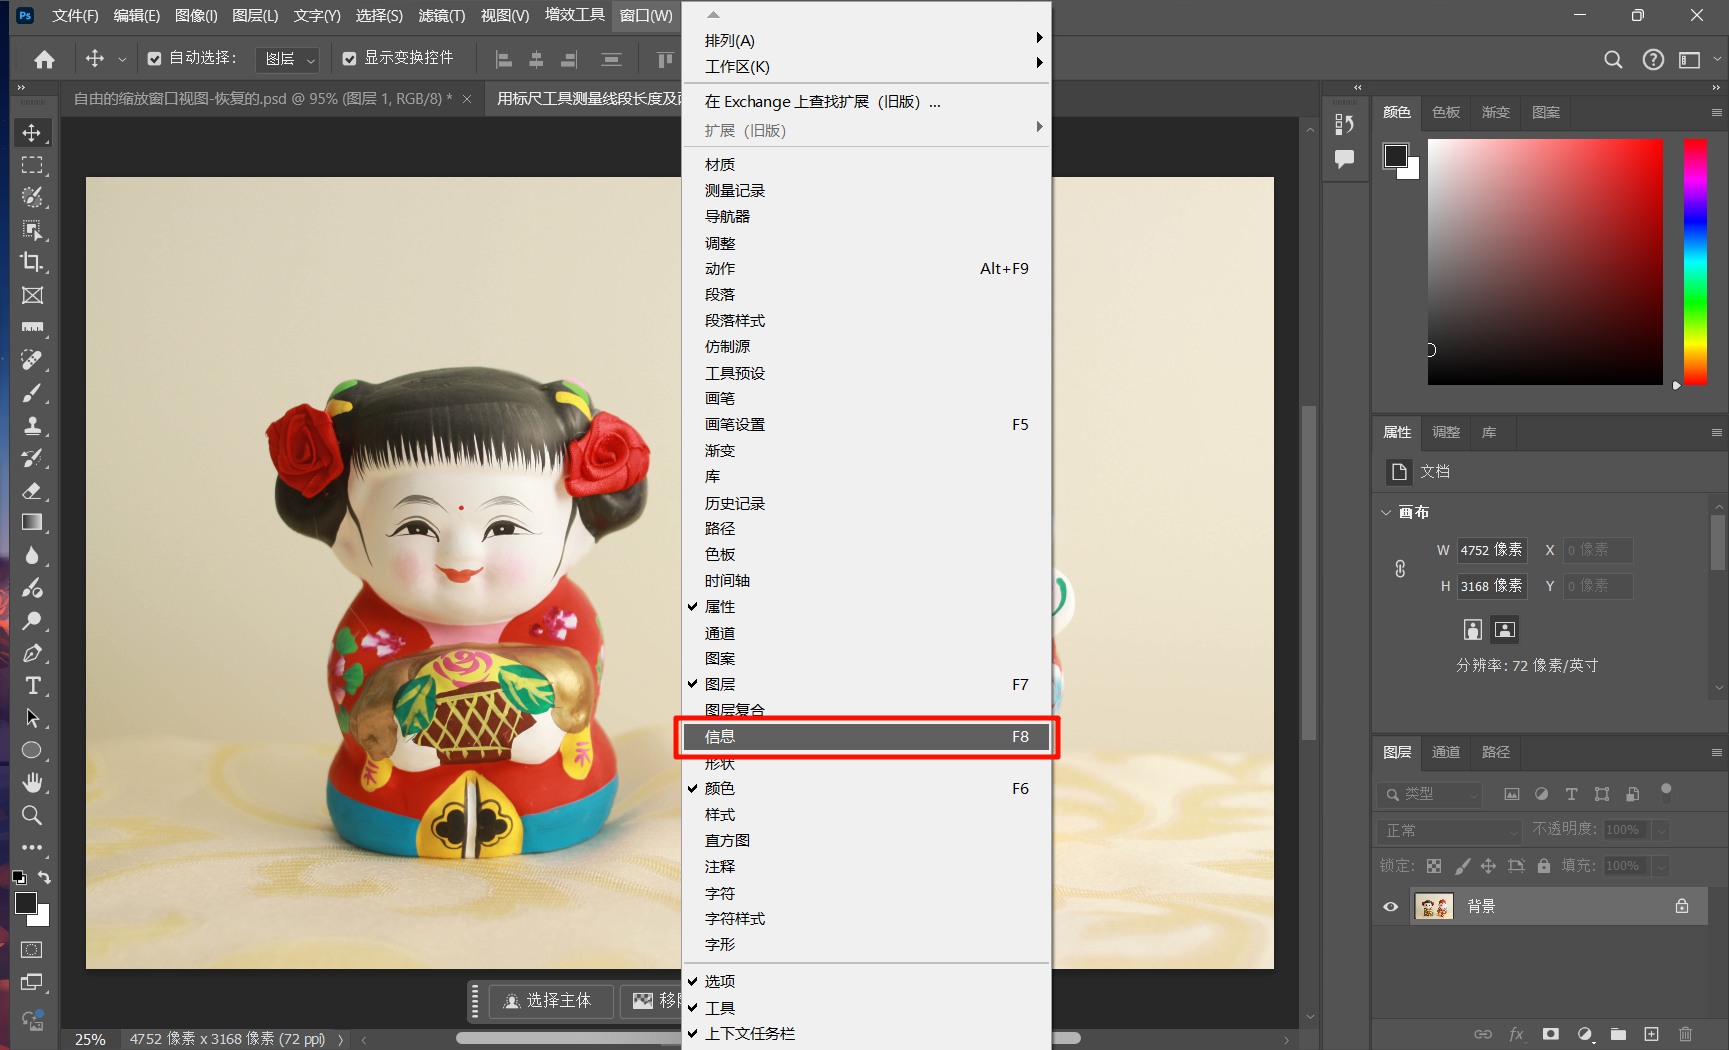 Ps 文件(F) 编辑(E) 图像(I) 图层(L) 文字(Y) 选择(S) 滤镜(T) 视图(V) 增效工具 窗口(W)
自动选择： 图层 显示变换控件
自由的缩放窗口视图-恢复的.psd @ 95% (图层 1, RGB/8) * ×
用标尺工具测量线段长度及
排列(A)
工作区(K)
在 Exchange 上查找扩展（旧版）...
扩展（旧版）
材质
测量记录
导航器
调整
动作 Alt+F9
段落
段落样式
仿制源
工具预设
画笔
画笔设置 F5
渐变
库
历史记录
路径
色板
时间轴
属性
通道
图案
图层 F7
图层复合
信息 F8
形状
颜色 F6
样式
直方图
注释
字符
字符样式
字形
选项
工具
上下文任务栏
颜色 色板 渐变 图案
属性 调整 库
文档
画布
W 4752 像素 X 0 像素
H 3168 像素 Y 0 像素
分辨率: 72 像素/英寸
图层 通道 路径
类型
正常 不透明度: 100%
锁定: 填充: 100%
背景
fx
选择主体 移
25% 4752 像素 x 3168 像素 (72 ppi)